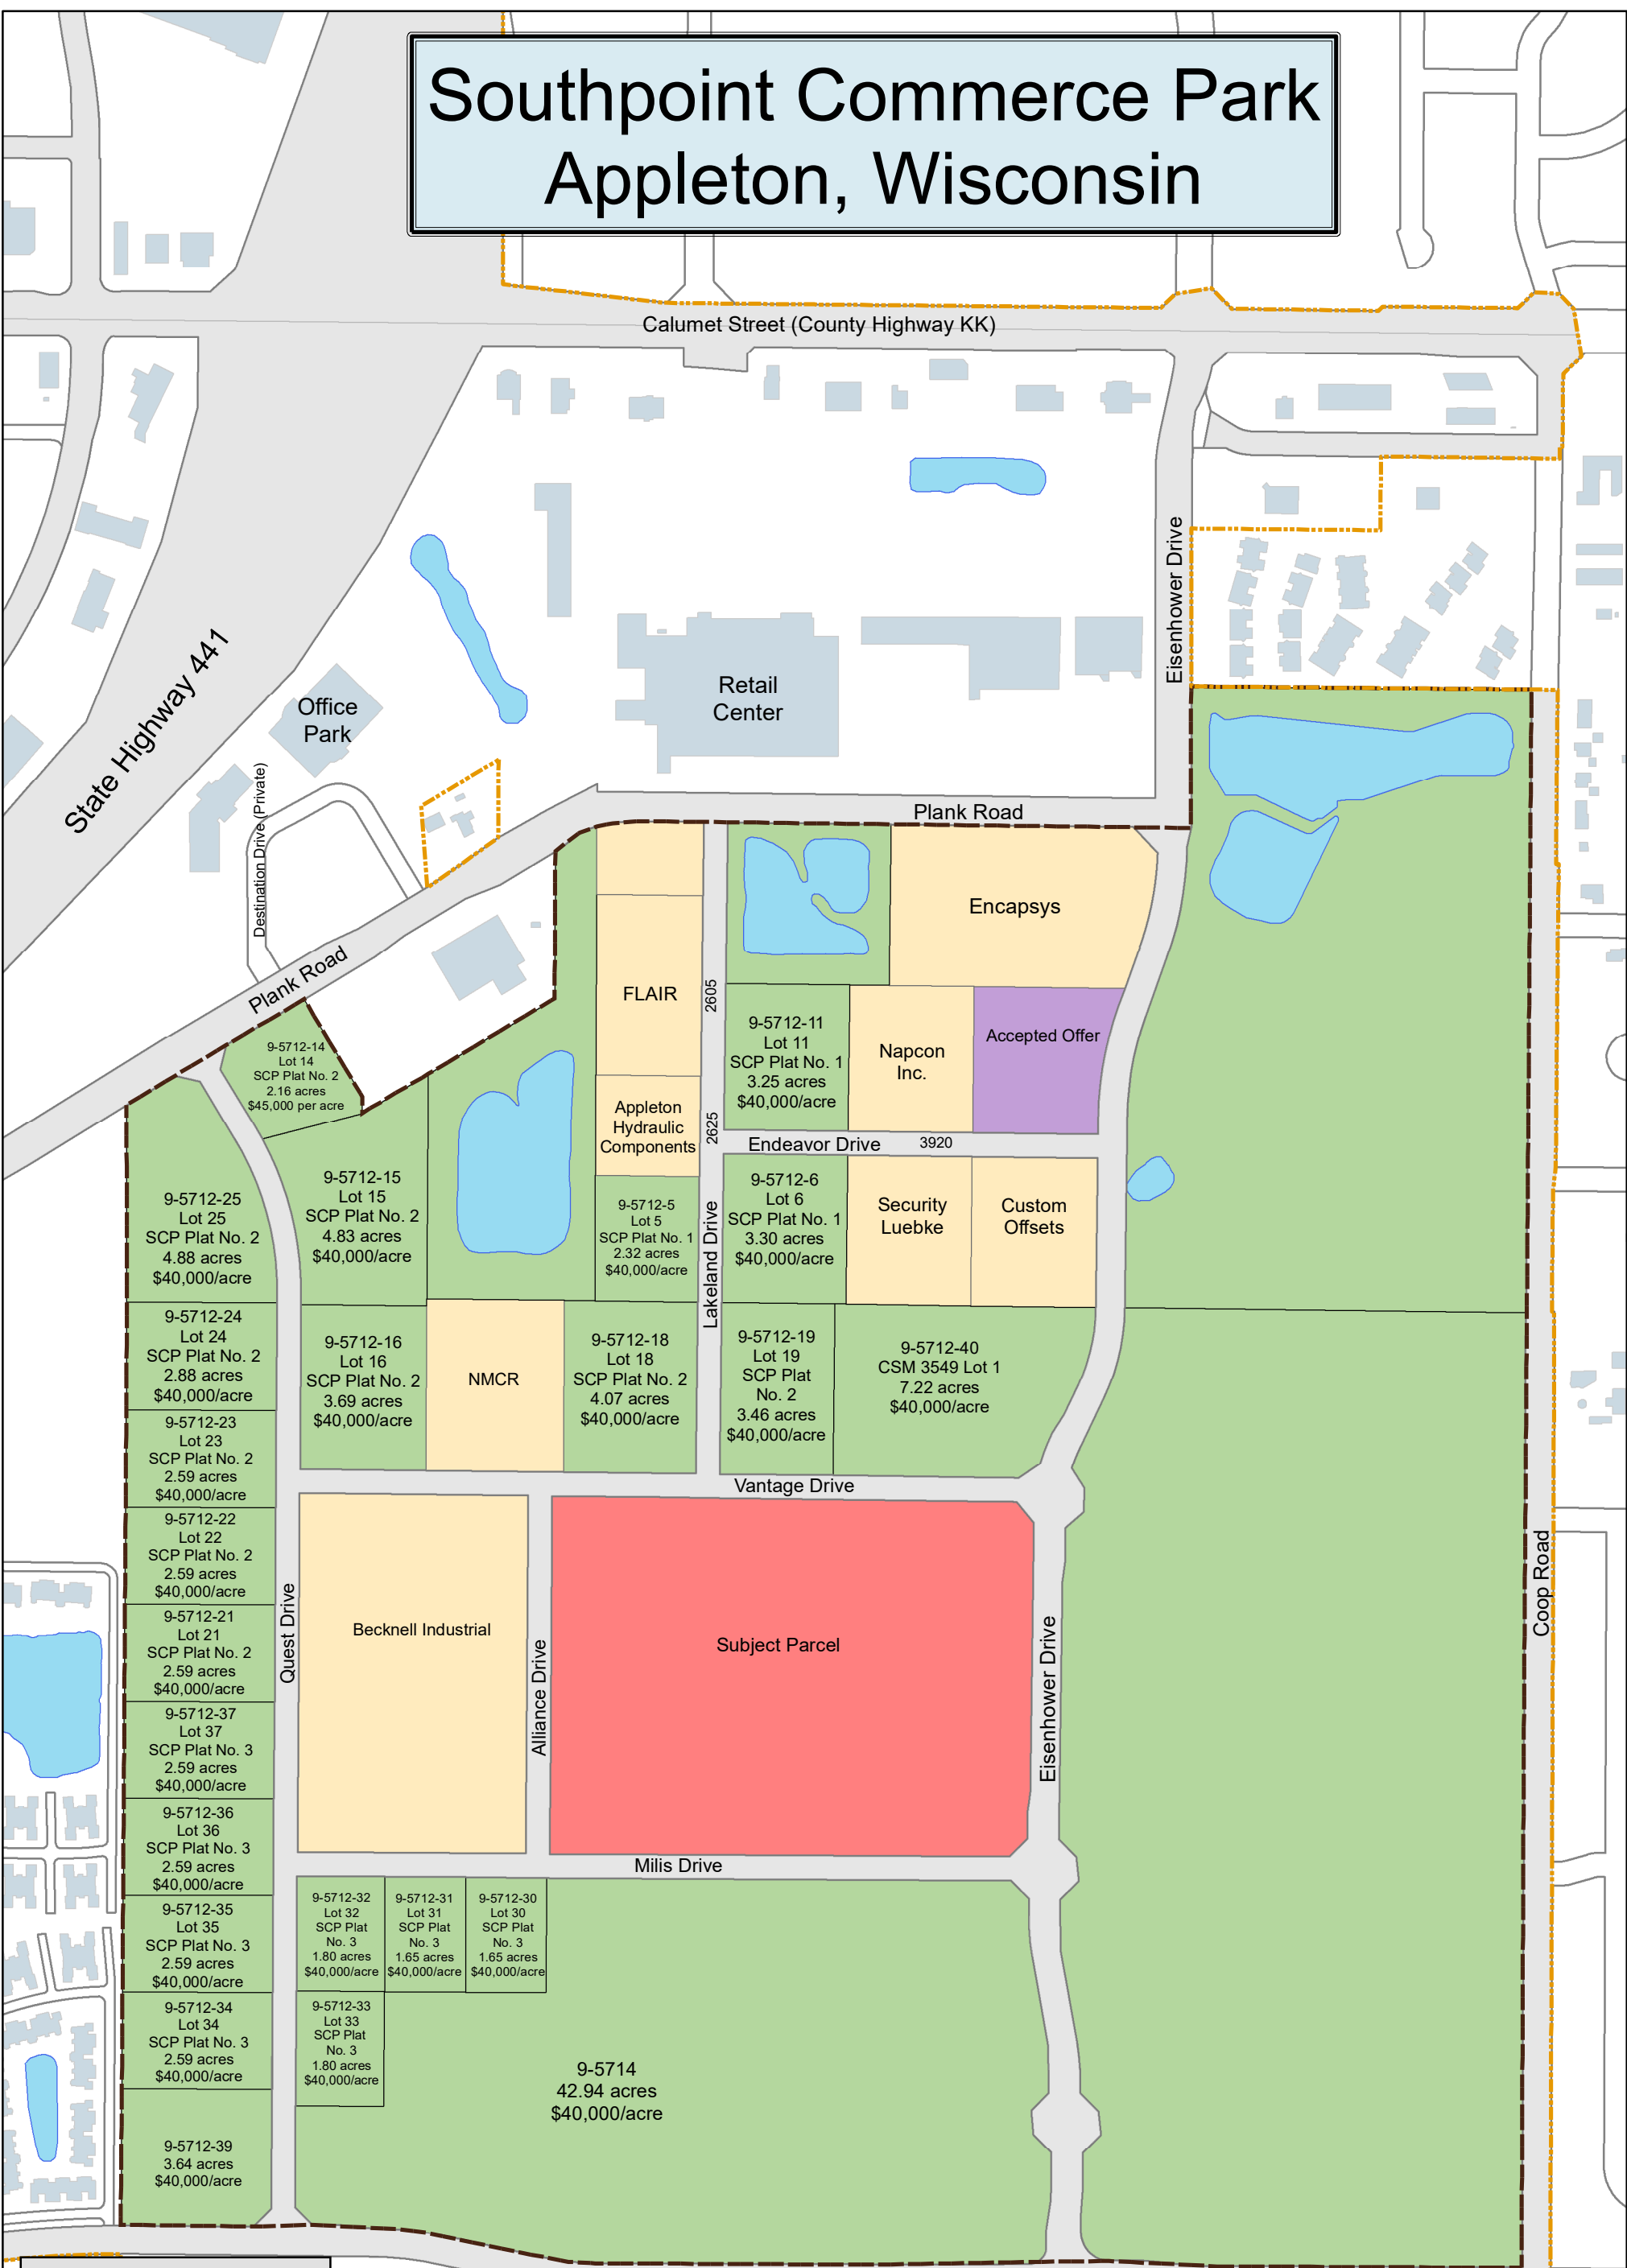 Southpoint Commerce Park
Appleton, Wisconsin
Calumet Street (County Highway KK)
Eisenhower Drive
State Highway 441
Office
Park
Retail
Center
Destination Drive (Private)
Plank Road
Plank Road
Encapsys
FLAIR
2605
9-5712-11
Lot 11
SCP Plat No. 1
3.25 acres
$40,000/acre
Napcon
Inc.
Accepted Offer
9-5712-14
Lot 14
SCP Plat No. 2
2.16 acres
$45,000 per acre
Appleton
Hydraulic
Components
2625
Endeavor Drive
3920
9-5712-25
Lot 25
SCP Plat No. 2
4.88 acres
$40,000/acre
9-5712-15
Lot 15
SCP Plat No. 2
4.83 acres
$40,000/acre
9-5712-5
Lot 5
SCP Plat No. 1
2.32 acres
$40,000/acre
Lakeland Drive
9-5712-6
Lot 6
SCP Plat No. 1
3.30 acres
$40,000/acre
Security
Luebke
Custom
Offsets
9-5712-24
Lot 24
SCP Plat No. 2
2.88 acres
$40,000/acre
9-5712-16
Lot 16
SCP Plat No. 2
3.69 acres
$40,000/acre
NMCR
9-5712-18
Lot 18
SCP Plat No. 2
4.07 acres
$40,000/acre
9-5712-19
Lot 19
SCP Plat
No. 2
3.46 acres
$40,000/acre
9-5712-40
CSM 3549 Lot 1
7.22 acres
$40,000/acre
9-5712-23
Lot 23
SCP Plat No. 2
2.59 acres
$40,000/acre
Vantage Drive
9-5712-22
Lot 22
SCP Plat No. 2
2.59 acres
$40,000/acre
Quest Drive
Becknell Industrial
Alliance Drive
Subject Parcel
Eisenhower Drive
Coop Road
9-5712-21
Lot 21
SCP Plat No. 2
2.59 acres
$40,000/acre
9-5712-37
Lot 37
SCP Plat No. 3
2.59 acres
$40,000/acre
9-5712-36
Lot 36
SCP Plat No. 3
2.59 acres
$40,000/acre
Milis Drive
9-5712-35
Lot 35
SCP Plat No. 3
2.59 acres
$40,000/acre
9-5712-32
Lot 32
SCP Plat
No. 3
1.80 acres
$40,000/acre
9-5712-31
Lot 31
SCP Plat
No. 3
1.65 acres
$40,000/acre
9-5712-30
Lot 30
SCP Plat
No. 3
1.65 acres
$40,000/acre
9-5712-34
Lot 34
SCP Plat No. 3
2.59 acres
$40,000/acre
9-5712-33
Lot 33
SCP Plat
No. 3
1.80 acres
$40,000/acre
9-5714
42.94 acres
$40,000/acre
9-5712-39
3.64 acres
$40,000/acre